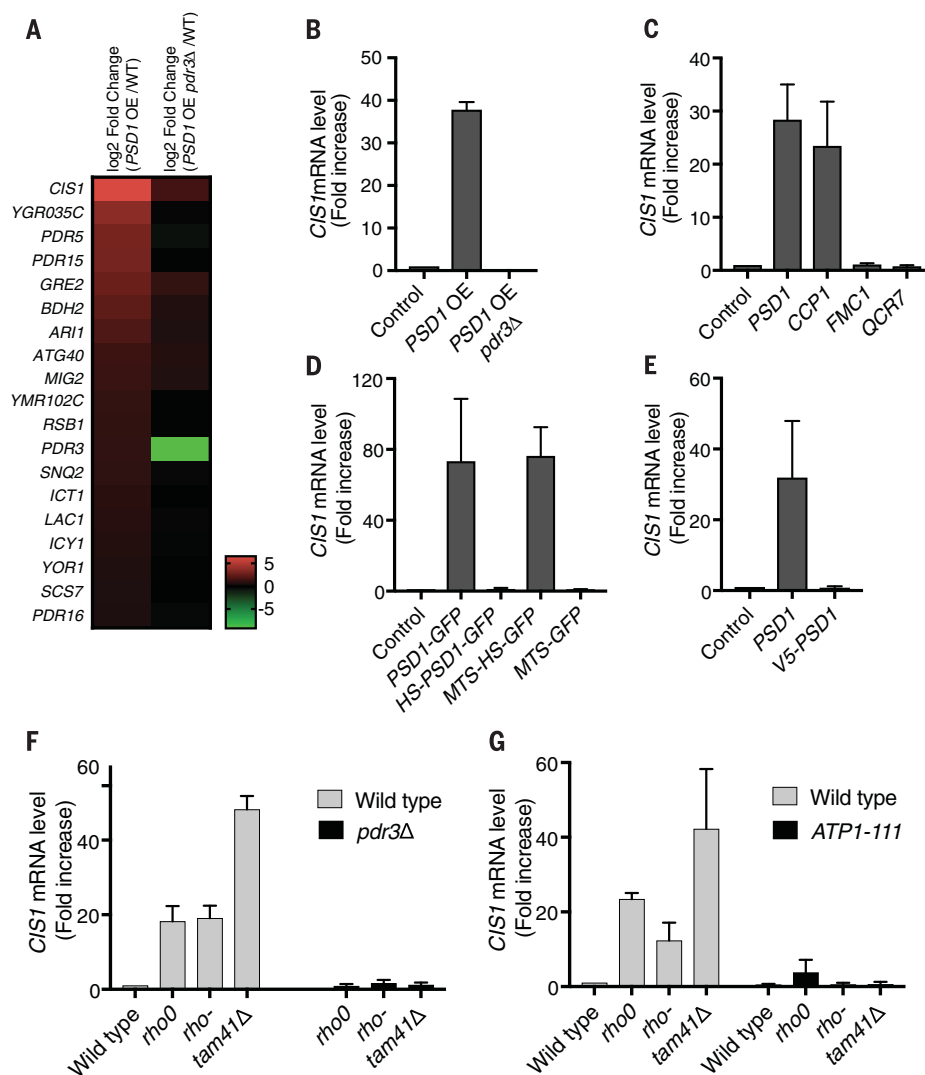 A
log2 Fold Change
(PSD1 OE /WT)
log2 Fold Change
(PSD1 OE pdr3Δ /WT)
CIS1
YGR035C
PDR5
PDR15
GRE2
BDH2
ARI1
ATG40
MIG2
YMR102C
RSB1
PDR3
SNQ2
ICT1
LAC1
ICY1
YOR1
SCS7
PDR16
5
0
-5
B
CIS1mRNA level
(Fold increase)
50
40
30
20
10
0
Control
PSD1 OE
PSD1 OE
pdr3Δ
C
CIS1 mRNA level
(Fold increase)
40
30
20
10
0
Control
PSD1
CCP1
FMC1
QCR7
D
CIS1 mRNA level
(Fold increase)
120
80
40
0
Control
PSD1-GFP
HS-PSD1-GFP
MTS-HS-GFP
MTS-GFP
E
CIS1 mRNA level
(Fold increase)
60
40
20
0
Control
PSD1
V5-PSD1
F
CIS1 mRNA level
(Fold increase)
60
40
20
0
Wild type
pdr3Δ
Wild type
rho0
rho-
tam41Δ
rho0
rho-
tam41Δ
G
CIS1 mRNA level
(Fold increase)
60
40
20
0
Wild type
ATP1-111
Wild type
rho0
rho-
tam41Δ
Wild type
rho0
rho-
tam41Δ